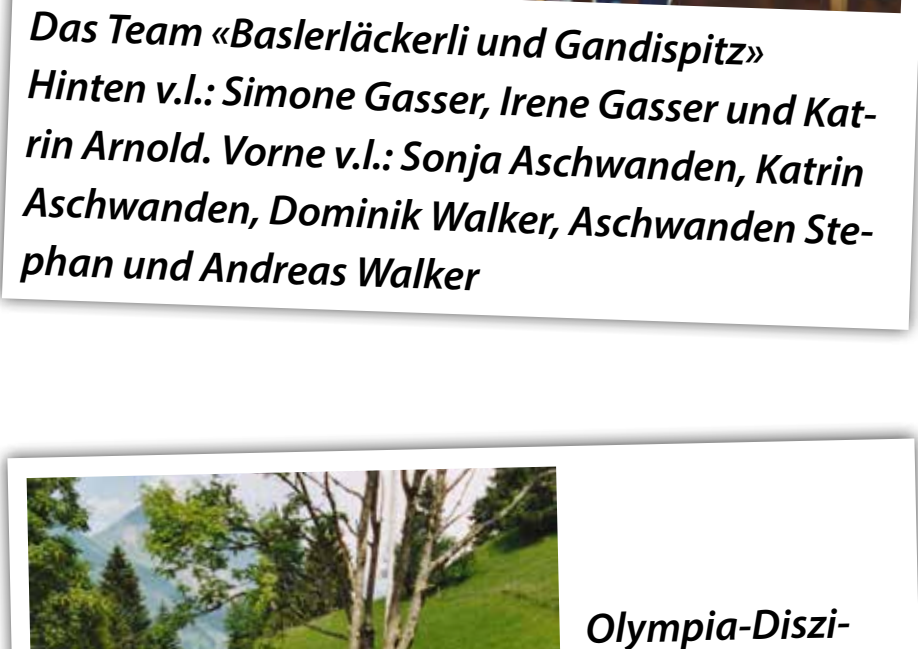 Das Team «Baslerläckerli und Gandispitz»
Hinten v.l.: Simone Gasser, Irene Gasser und Kat-
rin Arnold. Vorne v.l.: Sonja Aschwanden, Katrin
Aschwanden, Dominik Walker, Aschwanden Ste-
phan und Andreas Walker
Olympia-Diszi-